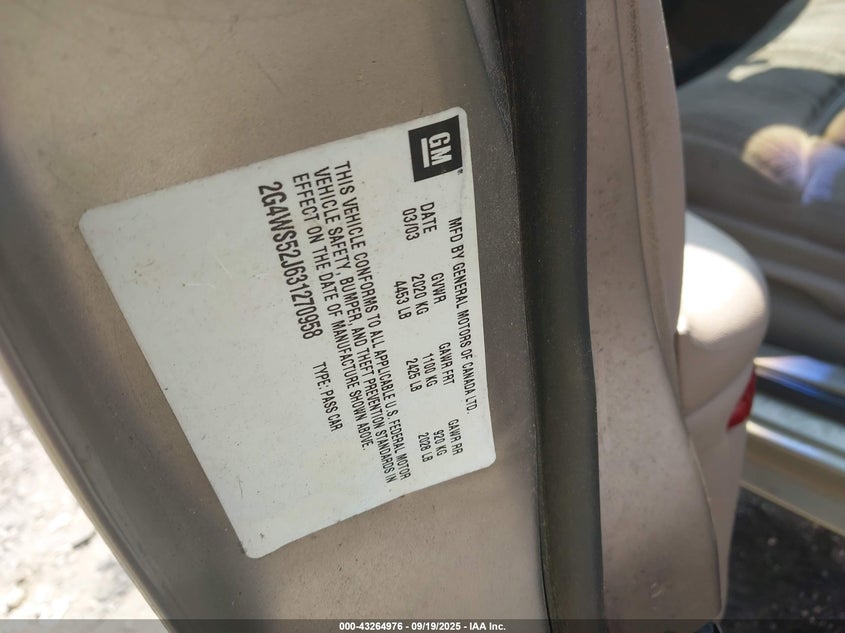 GM
MFD BY GENERAL MOTORS OF CANADA LTD.
DATE GVWR GAWR FRT GAWR RR
03/03 2020 KG 1100 KG 920 KG
4453 LB 2425 LB 2028 LB
THIS VEHICLE CONFORMS TO ALL APPLICABLE U.S. FEDERAL MOTOR
VEHICLE SAFETY, BUMPER, AND THEFT PREVENTION STANDARDS IN
EFFECT ON THE DATE OF MANUFACTURE SHOWN ABOVE.
2G4WS52J631270958 TYPE: PASS CAR
000-43264976 - 09/19/2025 - IAA Inc.